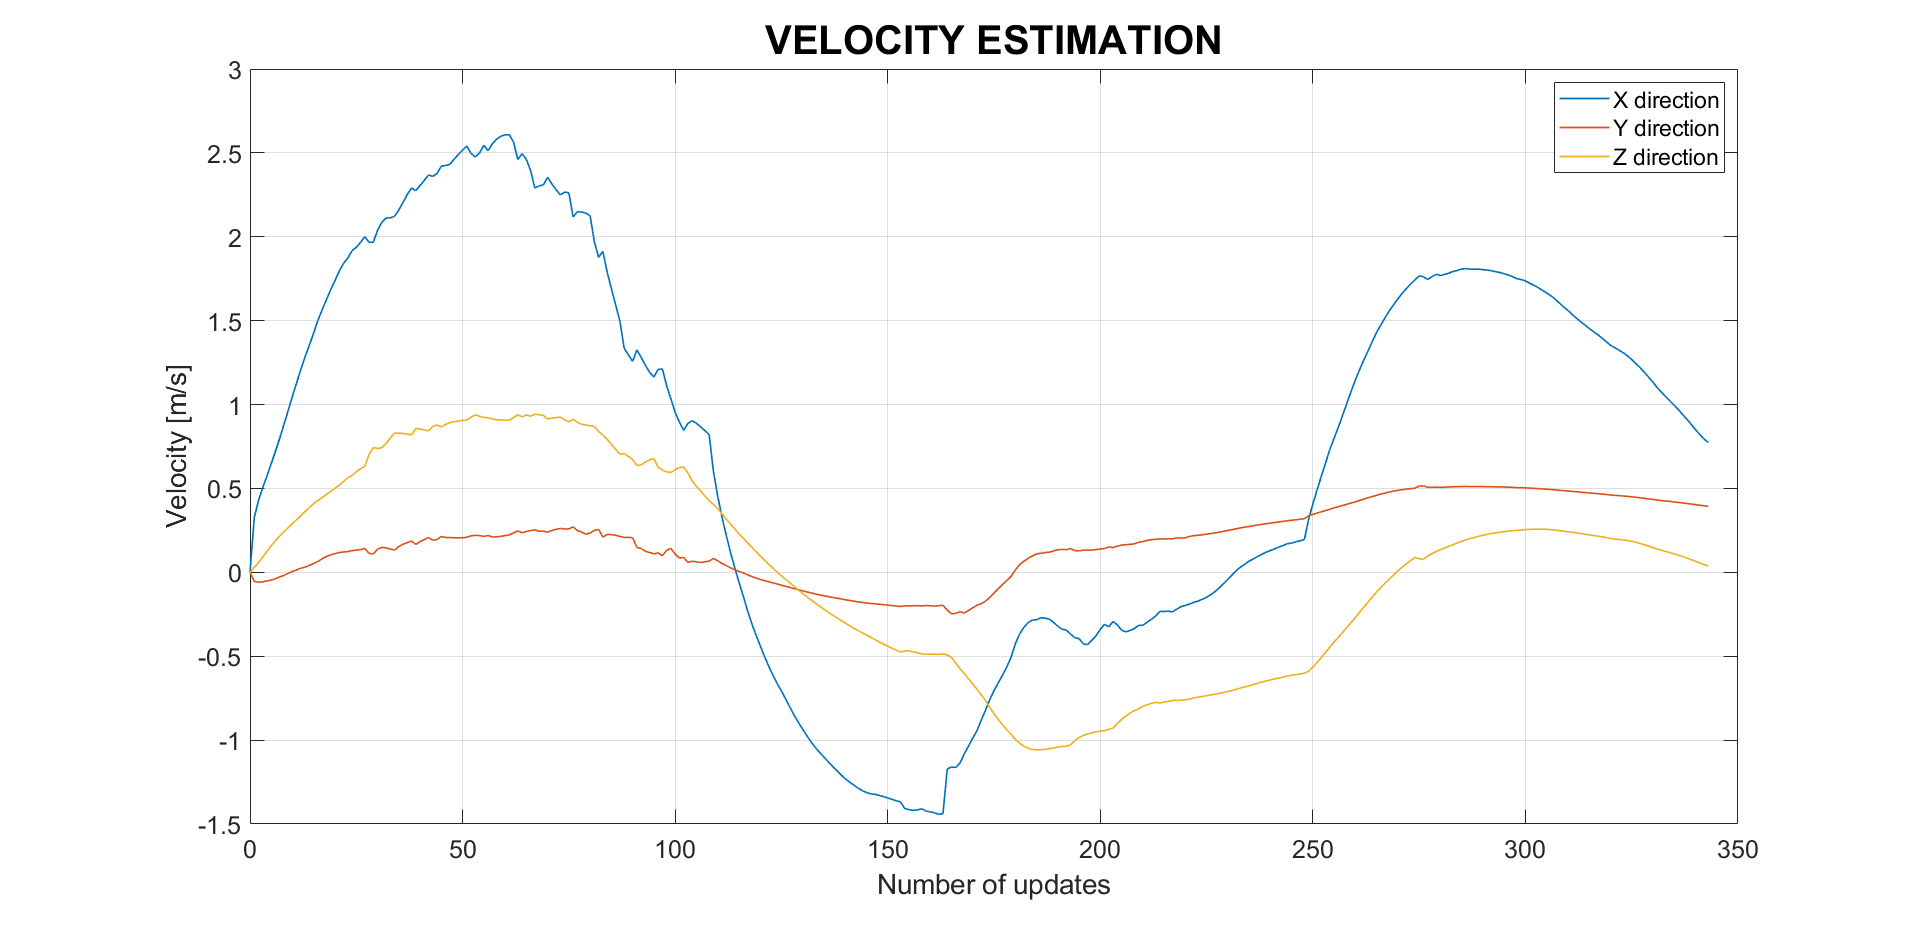 VELOCITY ESTIMATION
X direction
Y direction
Z direction
Velocity [m/s]
3
2.5
2
1.5
1
0.5
0
-0.5
-1
-1.5
0 50 100 150 200 250 300 350
Number of updates